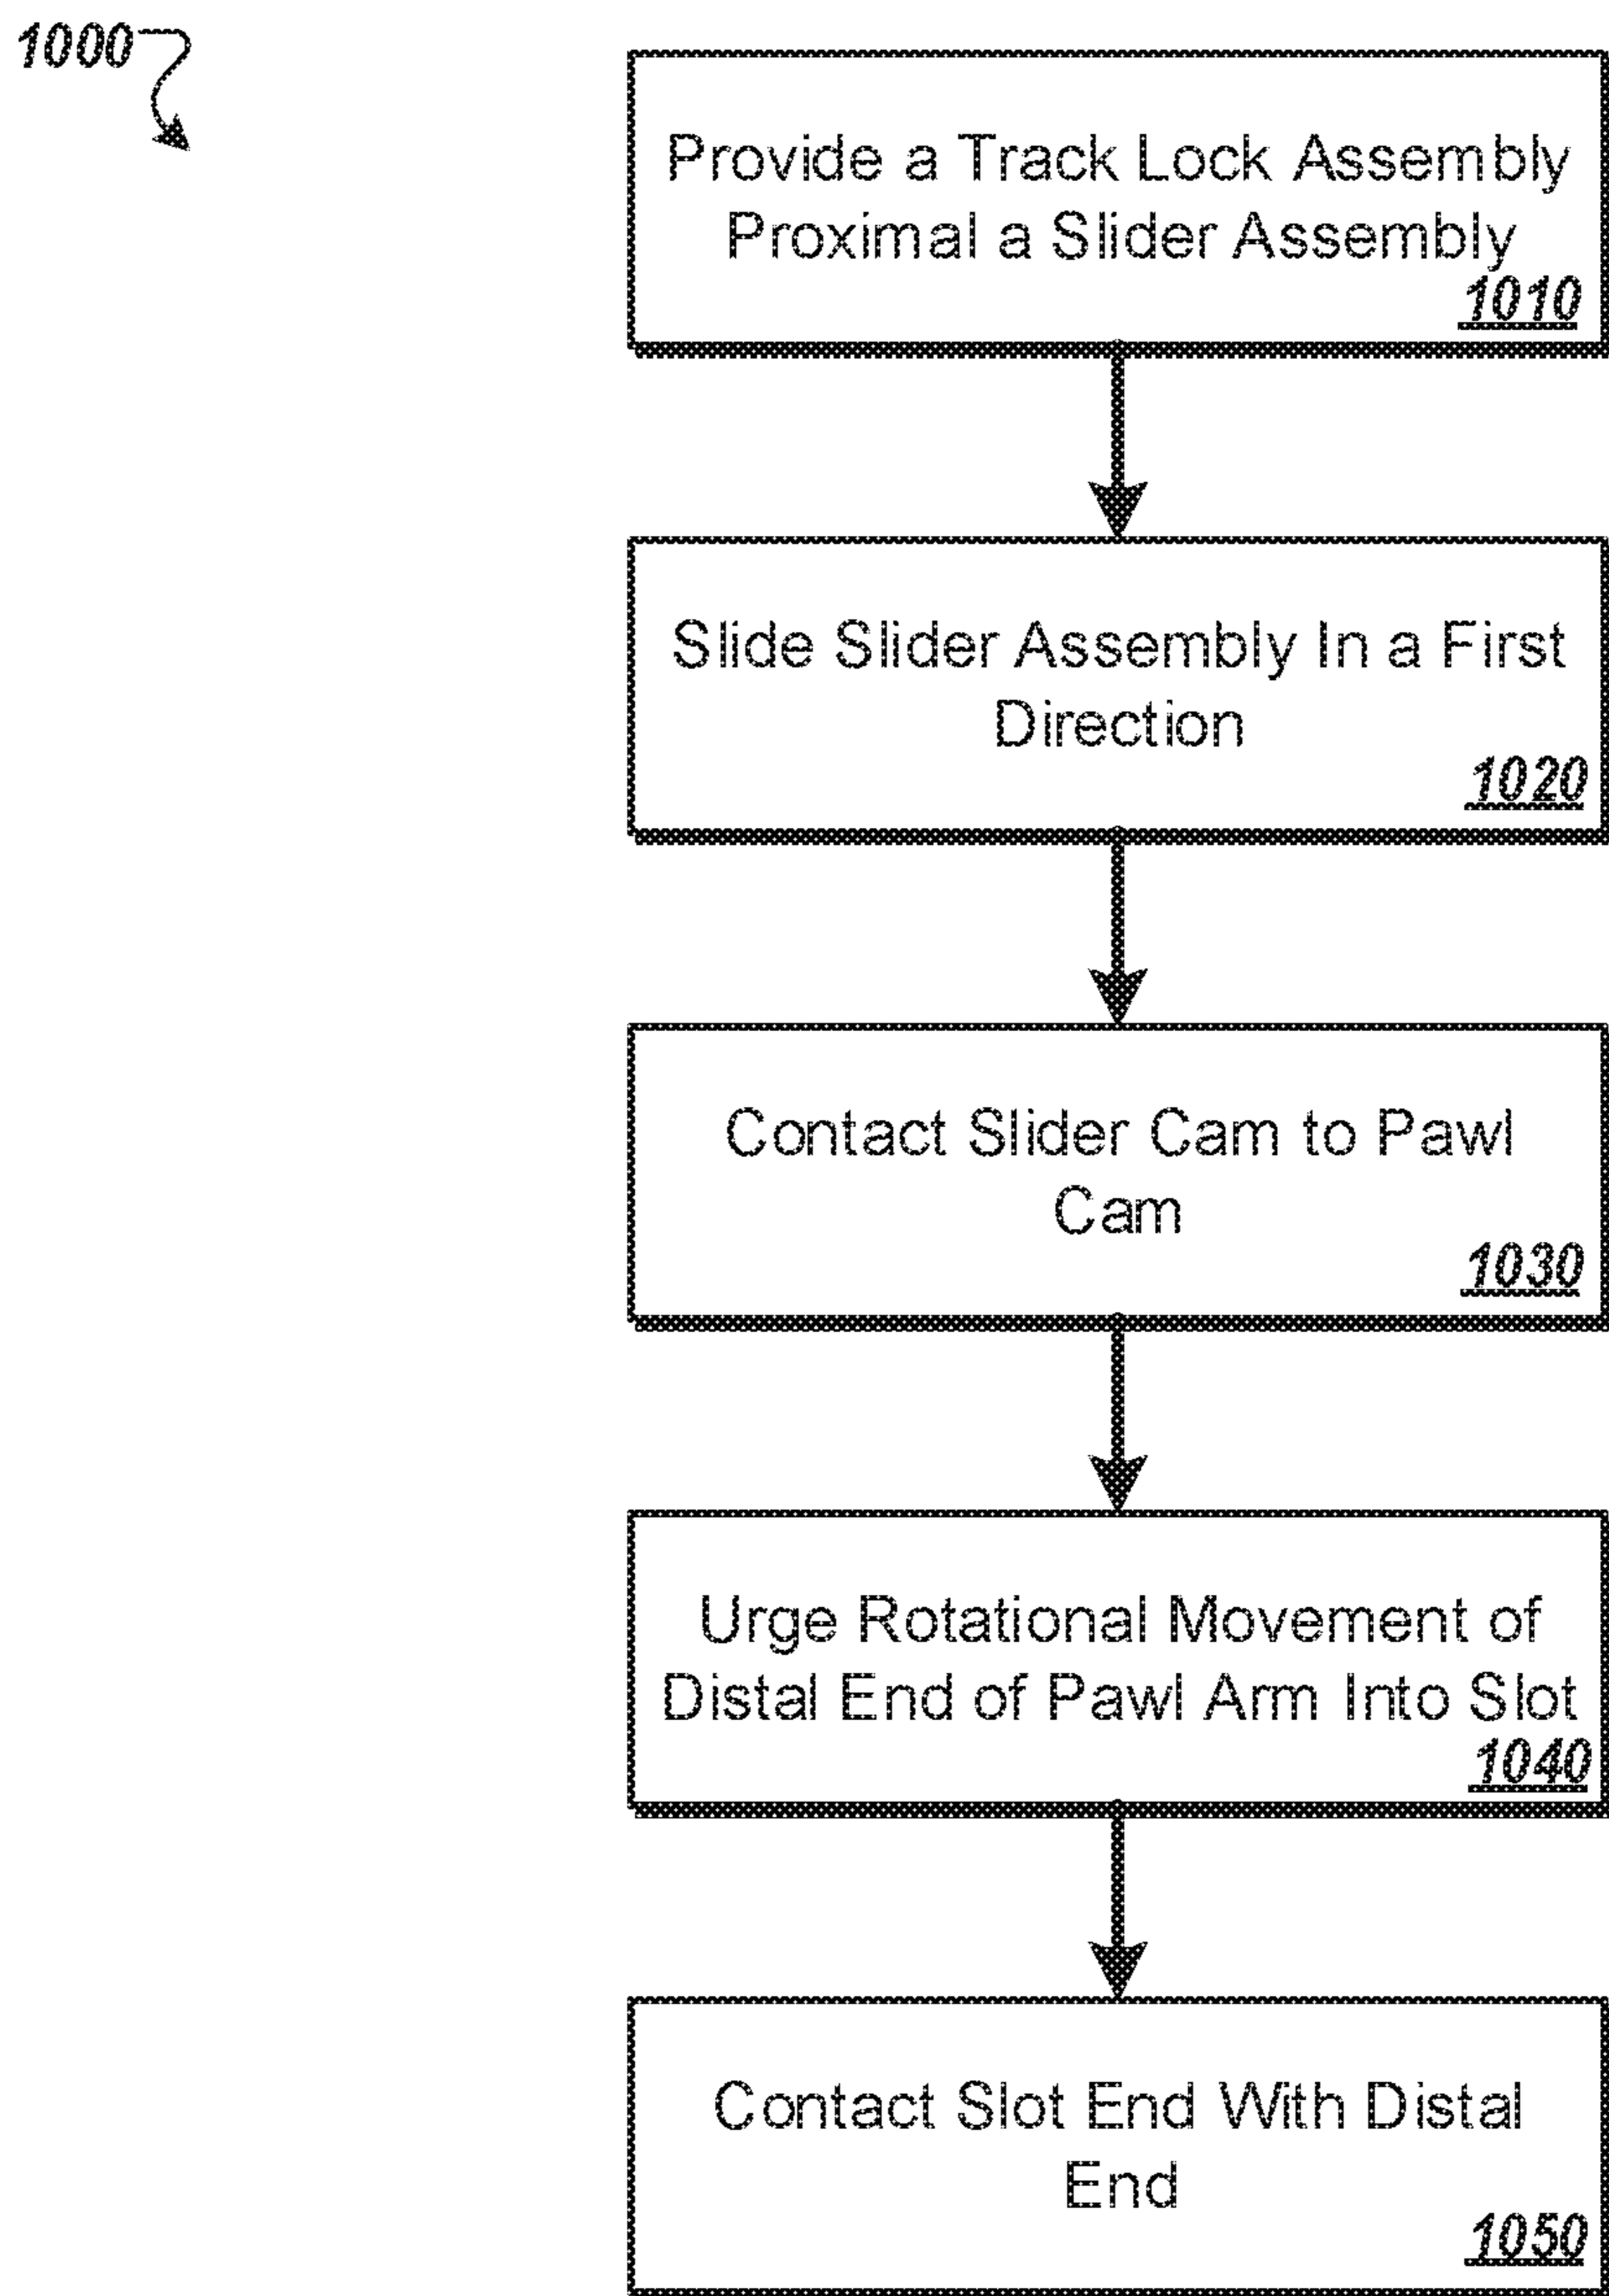 1000
Provide a Track Lock Assembly
Proximal a Slider Assembly
1010
Slide Slider Assembly In a First
Direction
1020
Contact Slider Cam to Pawl
Cam
1030
Urge Rotational Movement of
Distal End of Pawl Arm Into Slot
1040
Contact Slot End With Distal
End
1050